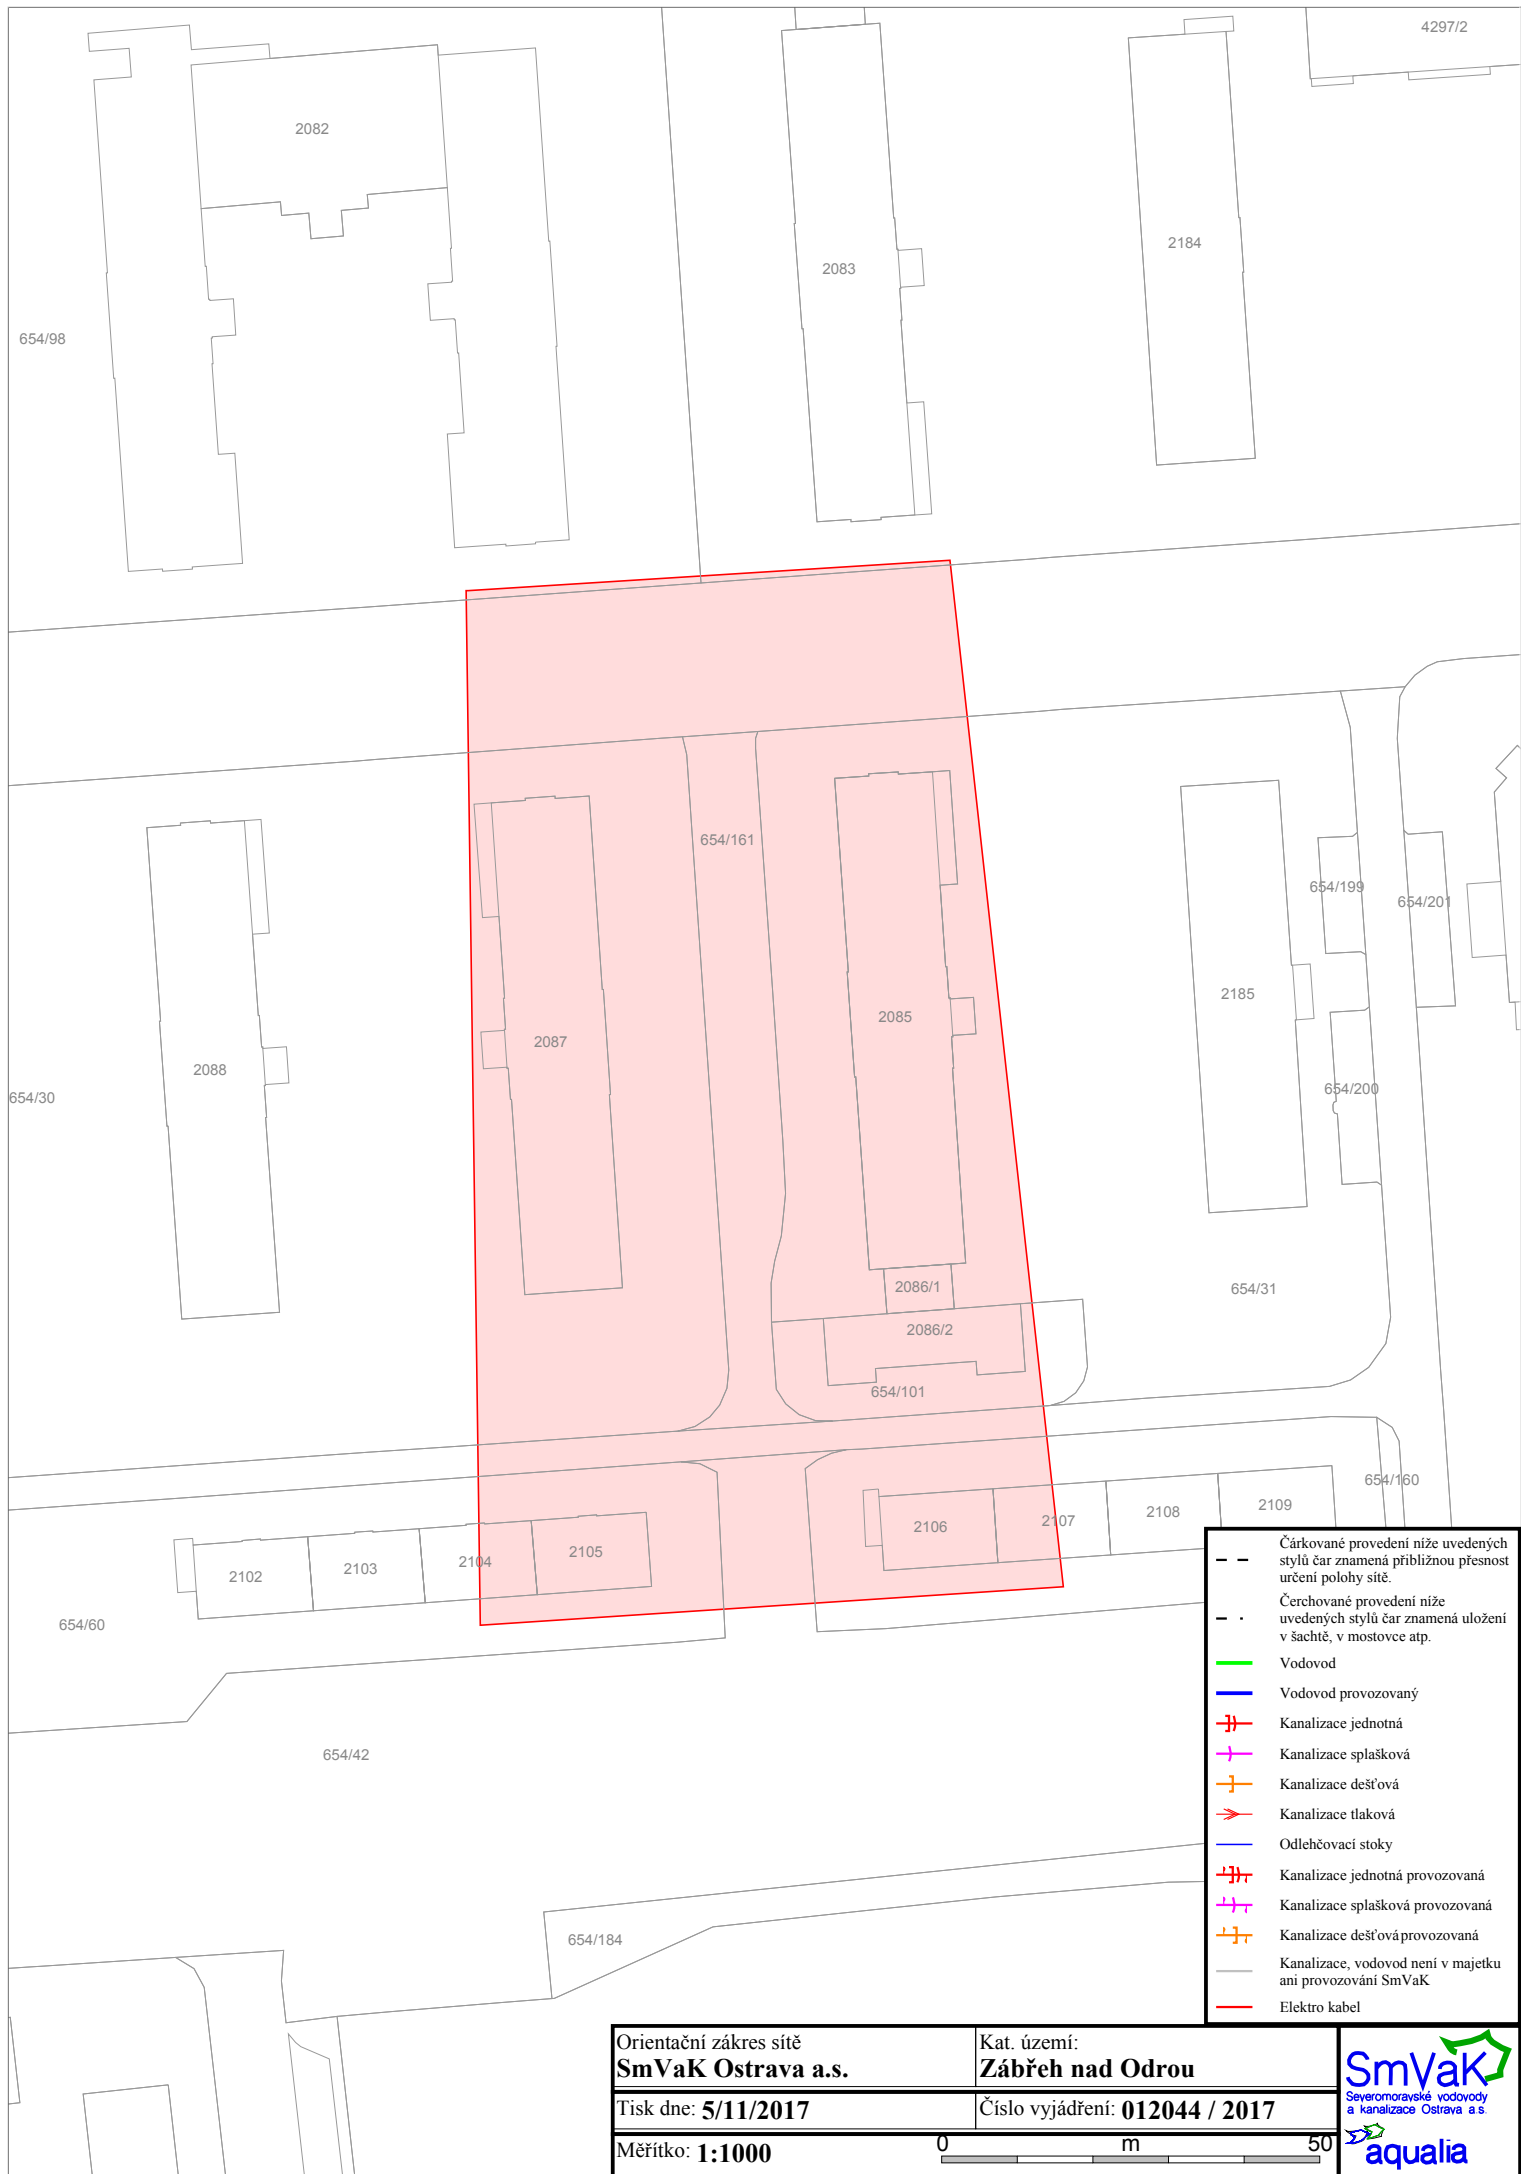 4297/2
2082
2184
2083
654/98
654/161
654/199
654/201
2185
2085
2087
2088
654/200
654/30
2086/1
654/31
2086/2
654/101
654/160
2109
2108
2107
2106
2105
2104
2103
2102
654/60
654/42
654/184
Čárkované provedení níže uvedených
stylů čar znamená přibližnou přesnost
určení polohy sítě.
Čerchované provedení níže
uvedených stylů čar znamená uložení
v šachtě, v mostovce atp.
Vodovod
Vodovod provozovaný
Kanalizace jednotná
Kanalizace splašková
Kanalizace dešťová
Kanalizace tlaková
Odlehčovací stoky
Kanalizace jednotná provozovaná
Kanalizace splašková provozovaná
Kanalizace dešťová provozovaná
Kanalizace, vodovod není v majetku
ani provozování SmVaK
Elektro kabel
Orientační zákres sítě
SmVaK Ostrava a.s.
Kat. území:
Zábřeh nad Odrou
Tisk dne: 5/11/2017
Číslo vyjádření: 012044 / 2017
Měřítko: 1:1000
0 m 50
SmVaK
Severomoravské vodovody
a kanalizace Ostrava a.s.
aqualia